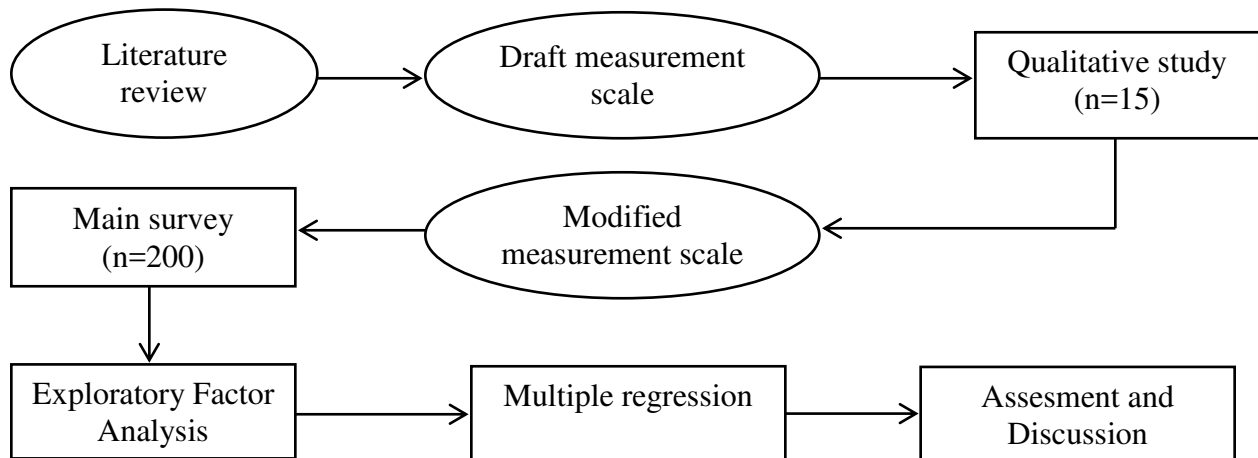 Literature
review
Draft measurement
scale
Qualitative study
(n=15)
Modified
measurement scale
Main survey
(n=200)
Exploratory Factor
Analysis
Multiple regression
Assesment and
Discussion